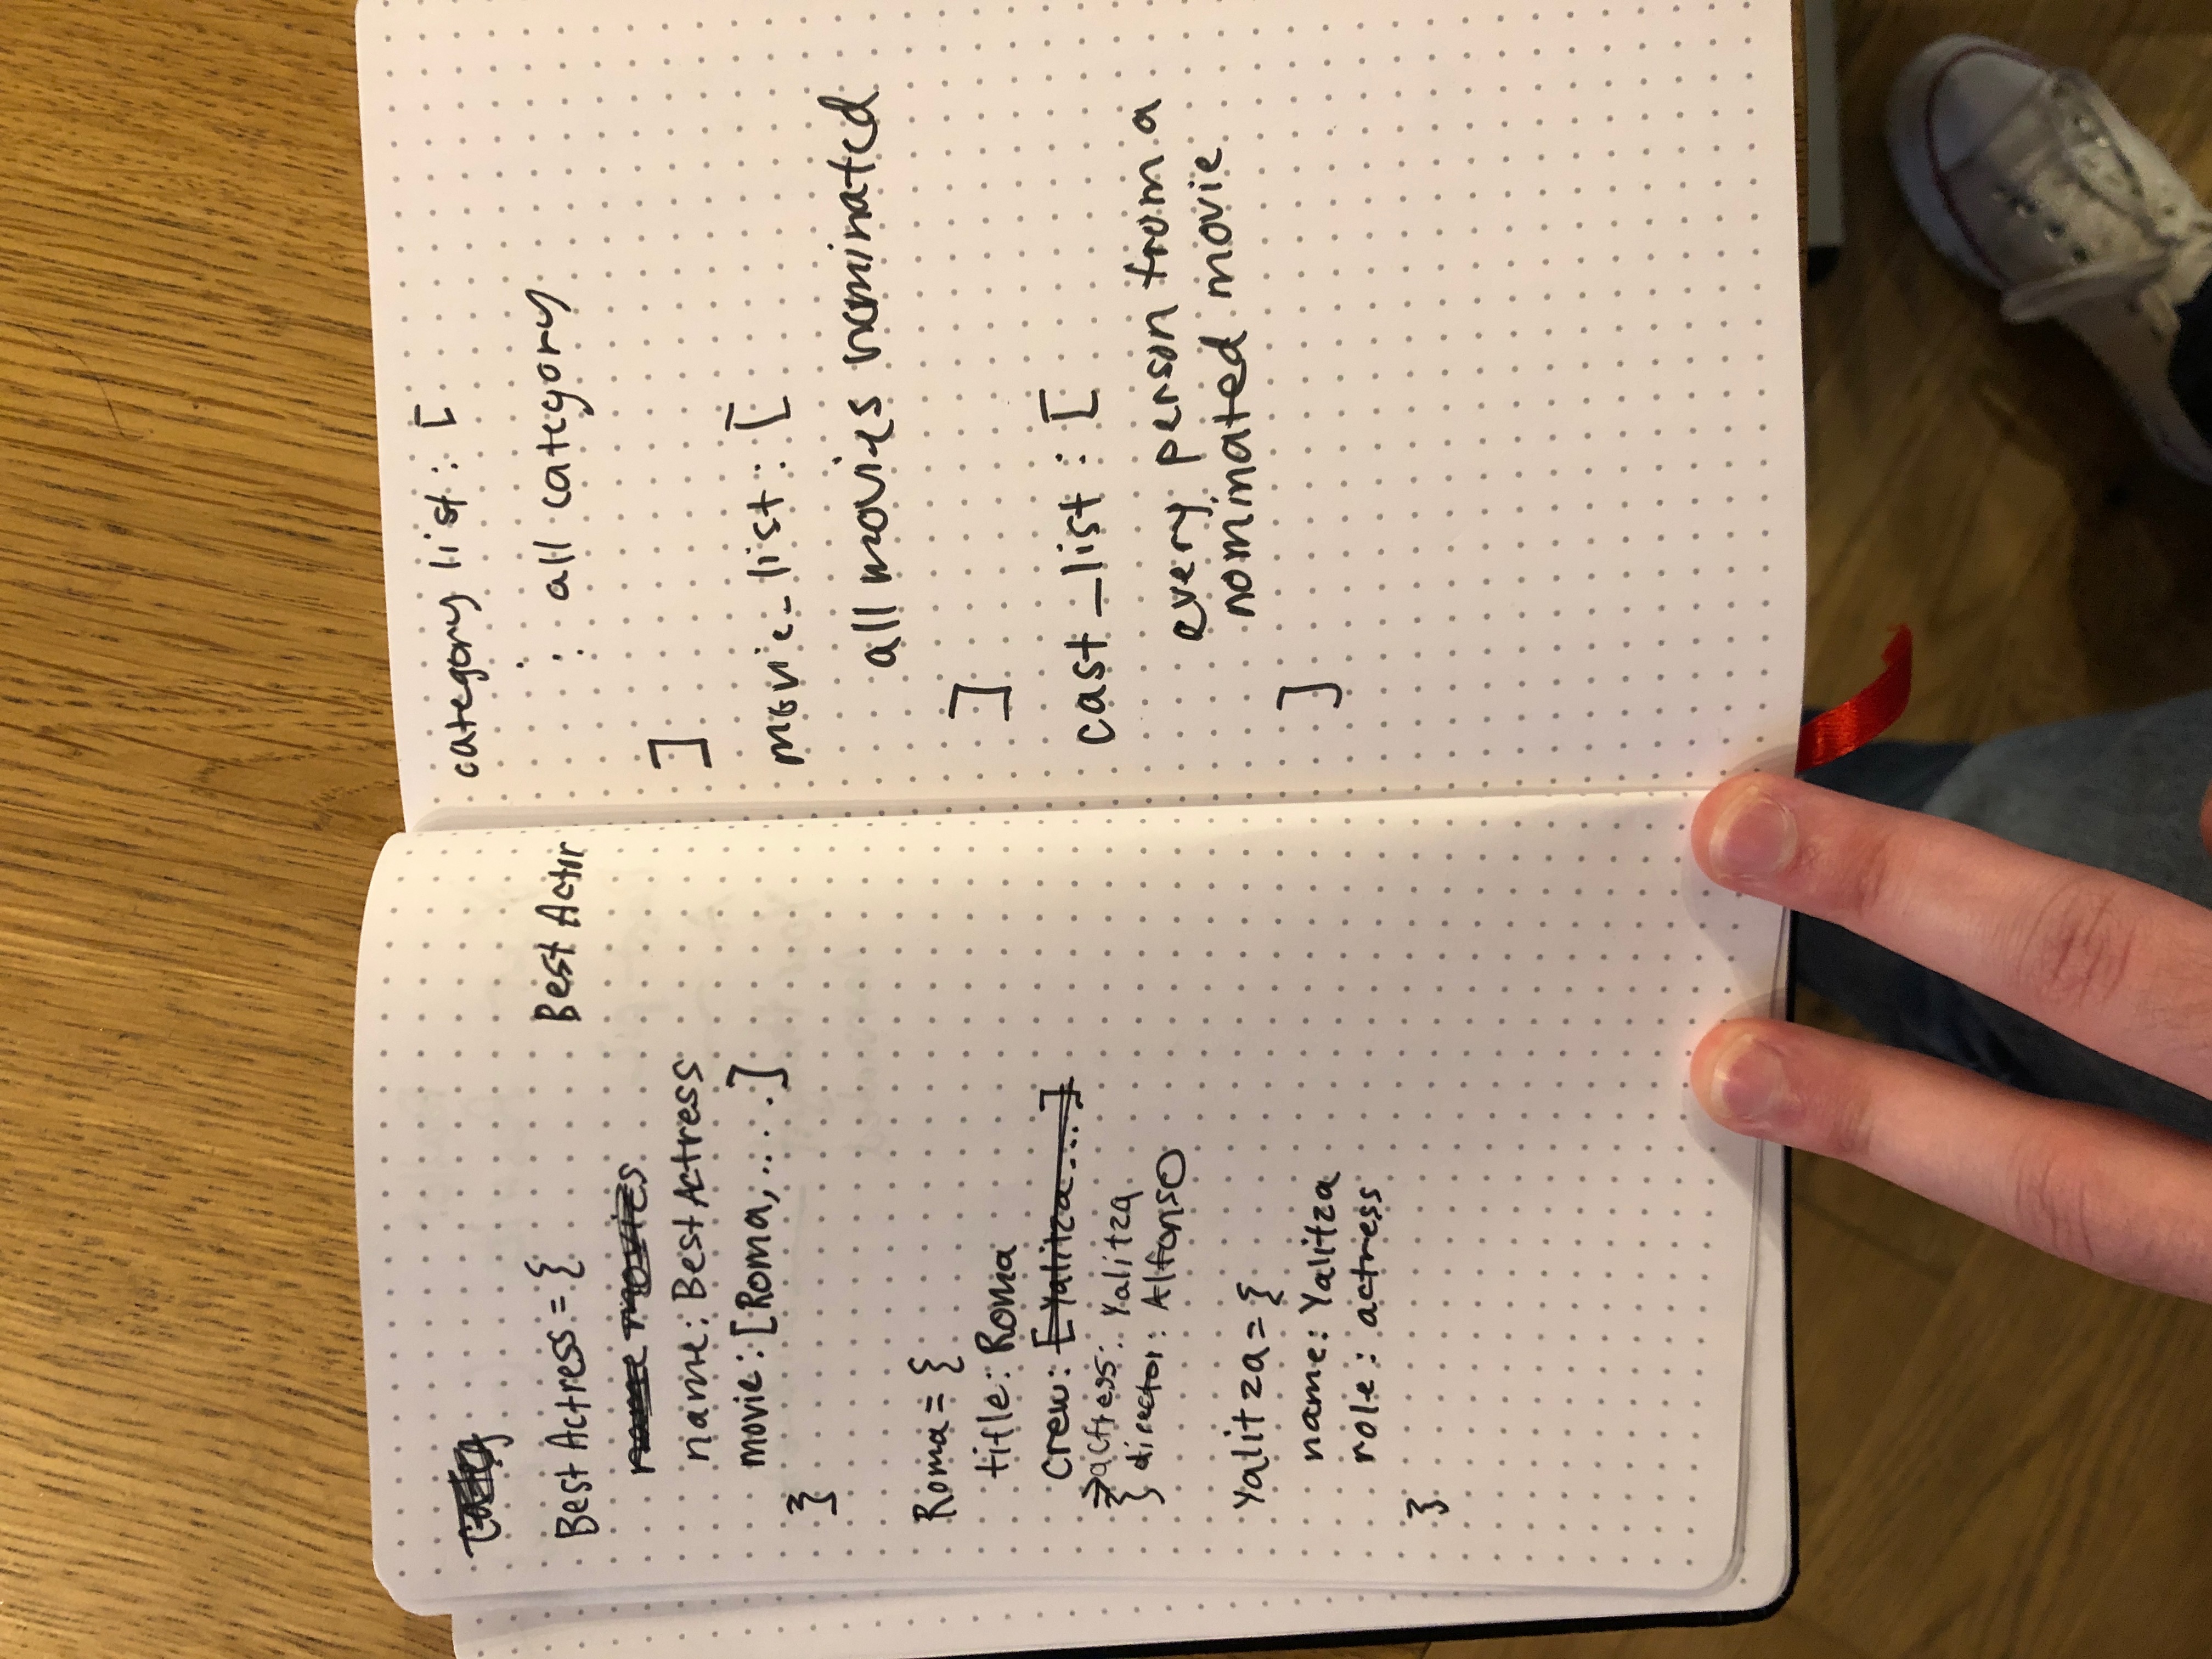 categ
Best Actress = {
Best Actor
name movies
name: Best Actress
movie: [Roma, .....]
}
Roma = {
title: Roma
crew: [Yalitza...]
→ actress: Yalitza
{ director: Alfonso
Yalitza = {
name: Yalitza
role: actress
}
category list: [
: all category
]
movie_list: [
all movies nominated
]
cast_list: [
every person from a
nominated movie
]